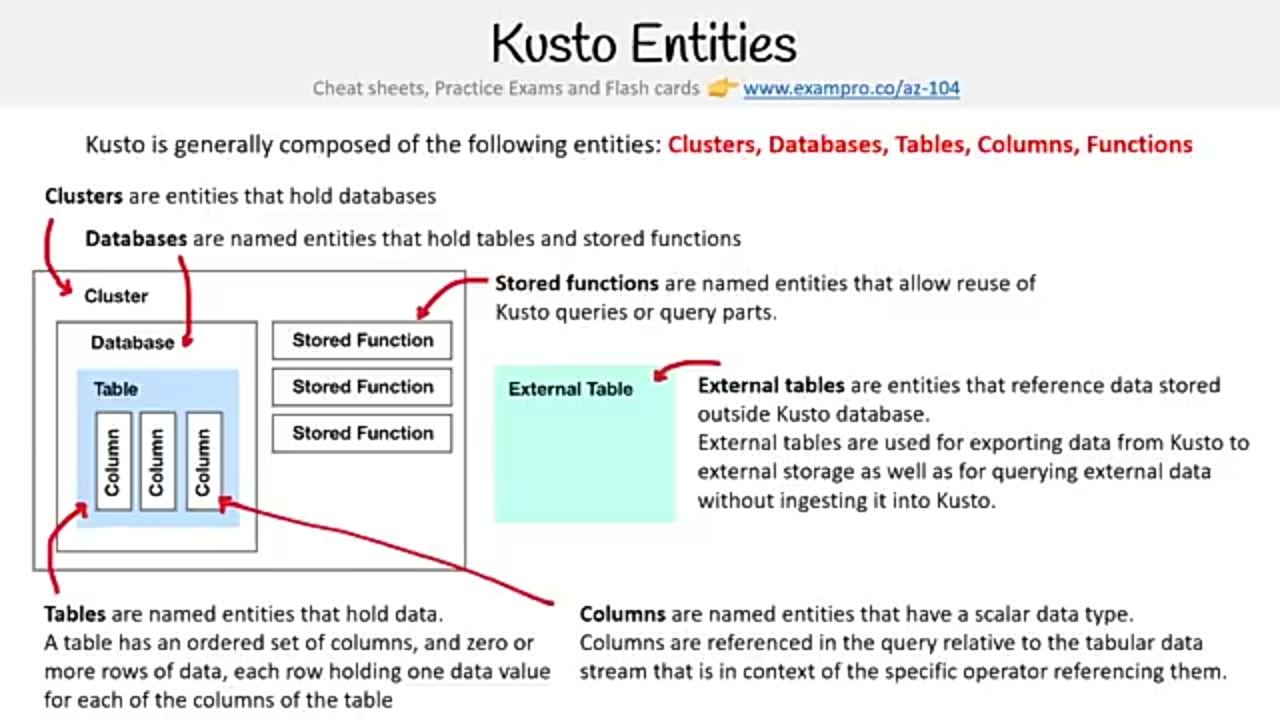 Kusto Entities
Cheat sheets, Practice Exams and Flash cards 👉 www.exampro.co/az-104
Kusto is generally composed of the following entities: Clusters, Databases, Tables, Columns, Functions
Clusters are entities that hold databases
Databases are named entities that hold tables and stored functions
Cluster
Database
Table
Column
Column
Column
Stored Function
Stored Function
Stored Function
Stored functions are named entities that allow reuse of
Kusto queries or query parts.
External Table
External tables are entities that reference data stored
outside Kusto database.
External tables are used for exporting data from Kusto to
external storage as well as for querying external data
without ingesting it into Kusto.
Tables are named entities that hold data.
A table has an ordered set of columns, and zero or
more rows of data, each row holding one data value
for each of the columns of the table
Columns are named entities that have a scalar data type.
Columns are referenced in the query relative to the tabular data
stream that is in context of the specific operator referencing them.